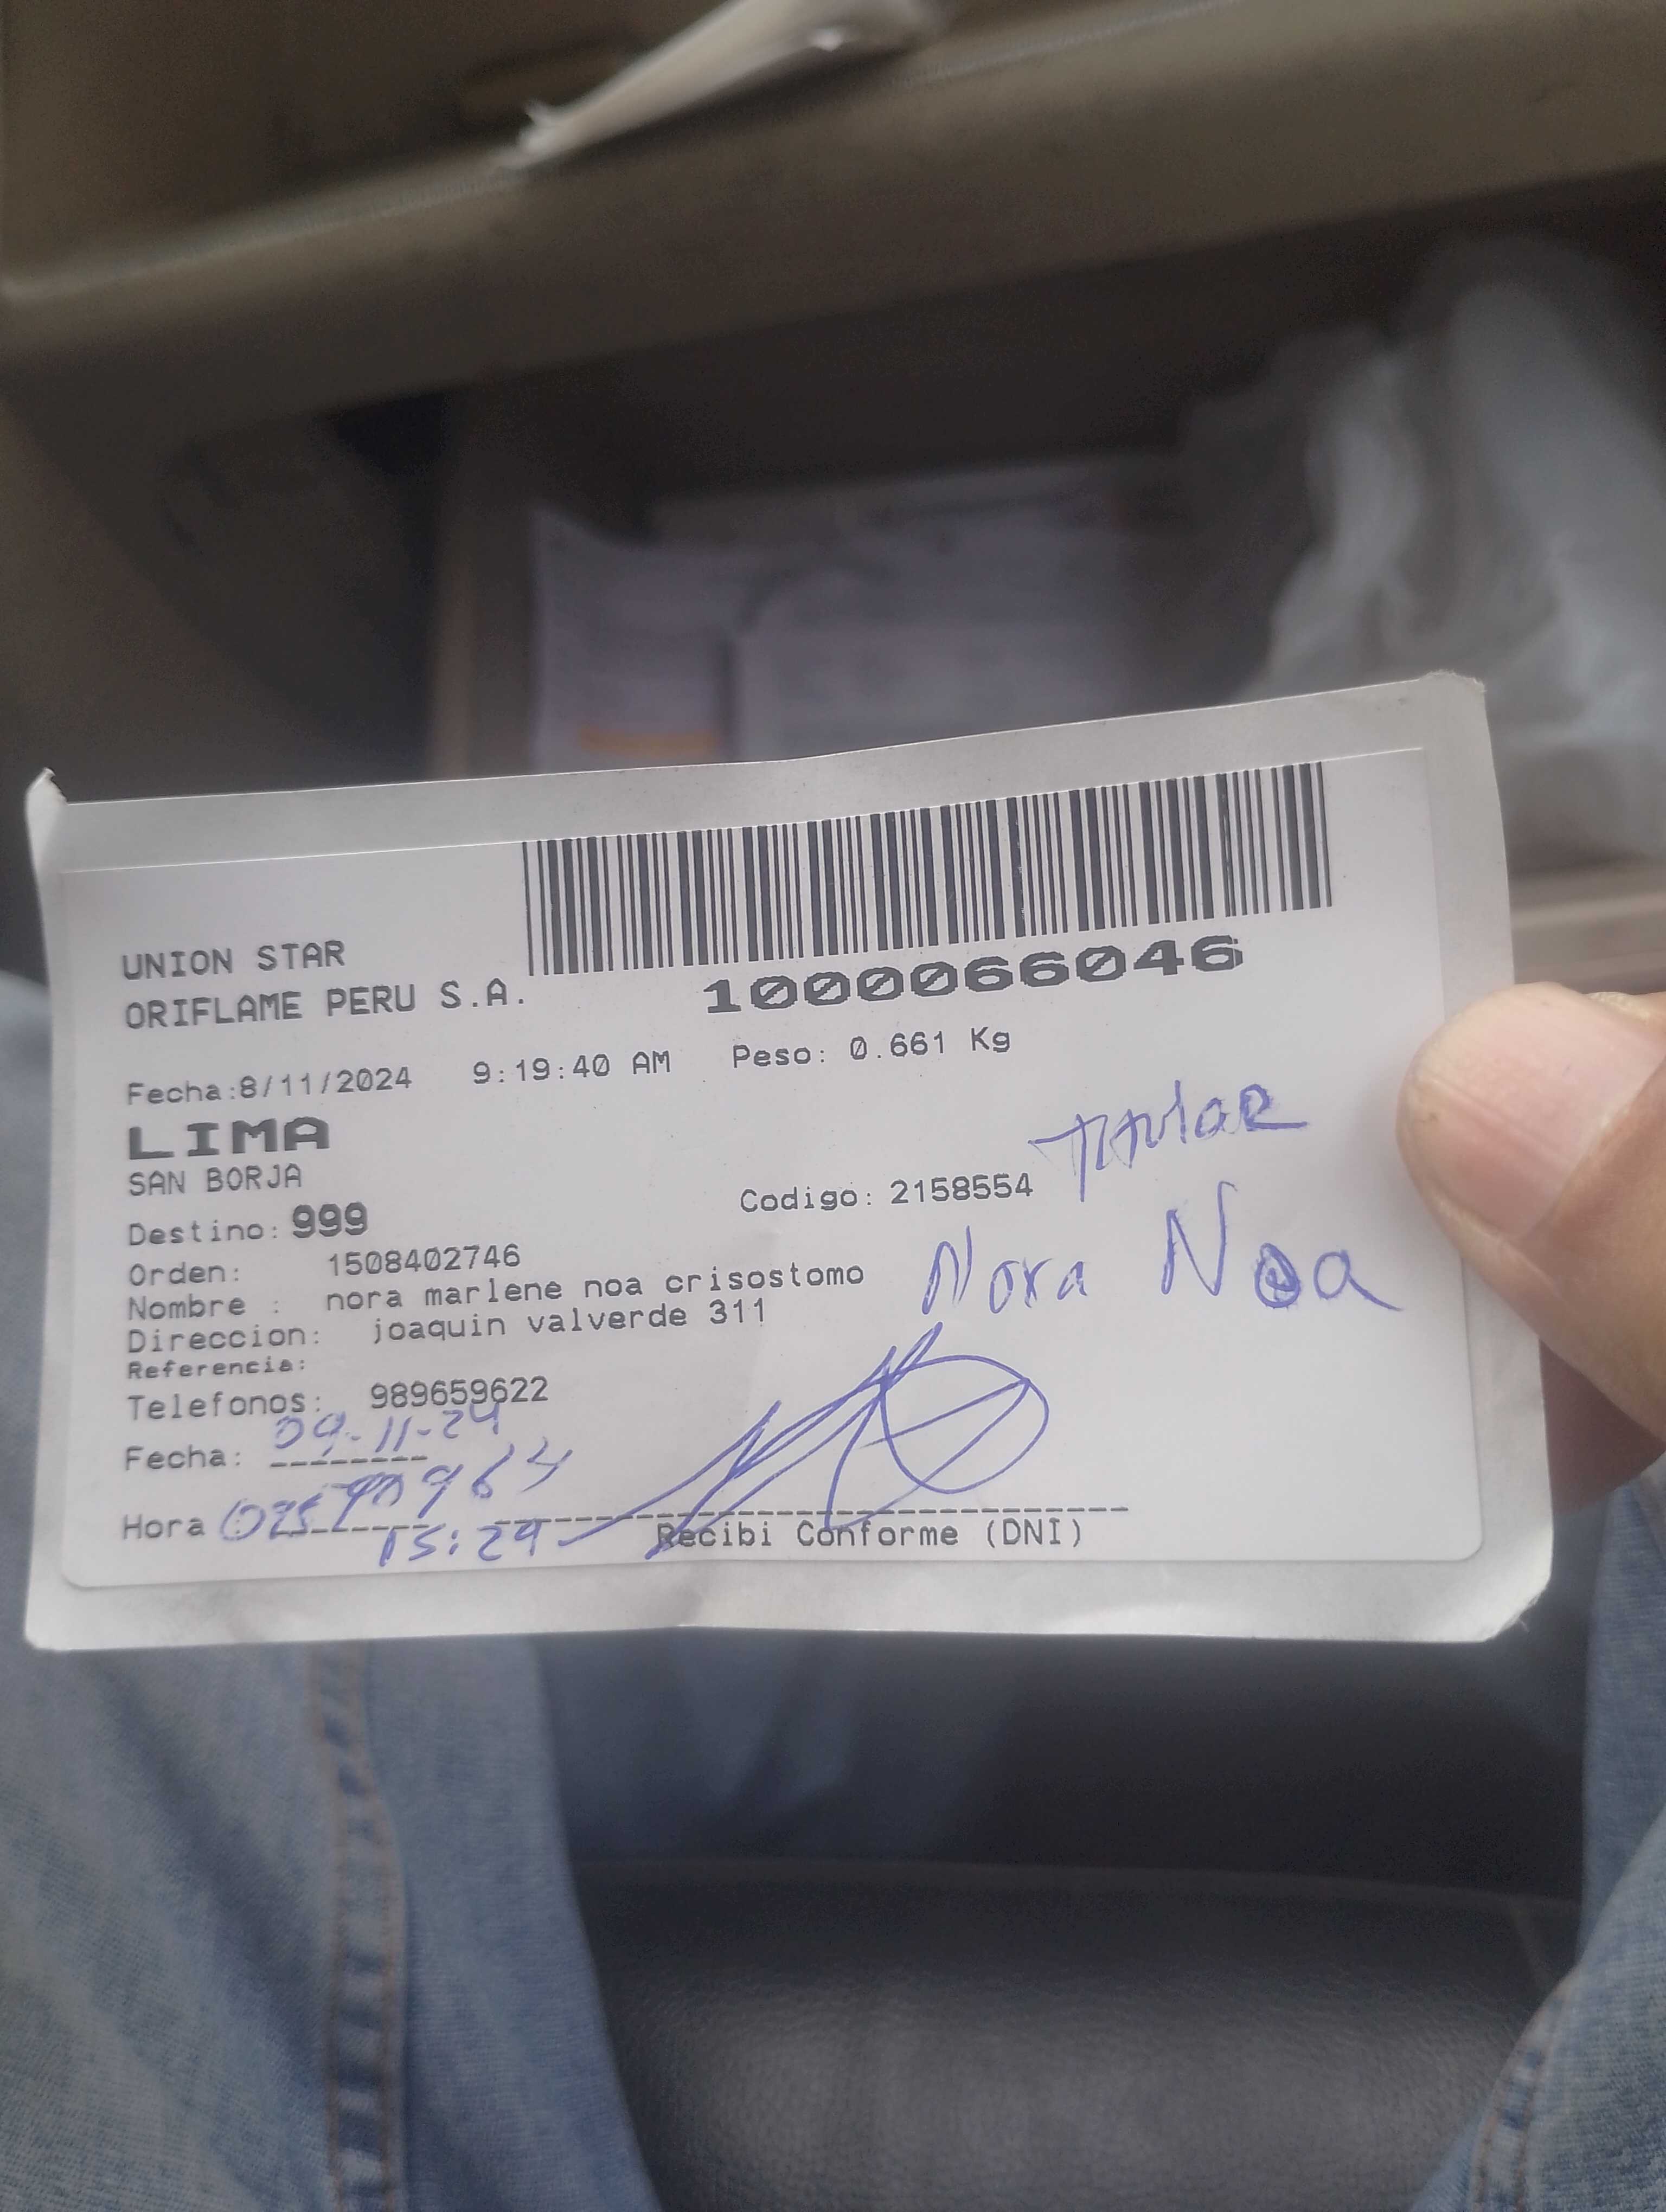 UNION STAR
ORIFLAME PERU S.A.
1000066046
Fecha:8/11/2024 9:19:40 AM Peso: 0.661 Kg
LIMA
SAN BORJA
Destino: 999 Codigo: 2158554 Titular
Orden: 1508402746
Nombre : nora marlene noa crisostomo Nora Noa
Direccion: joaquin valverde 311
Referencia:
Telefonos: 989659622
Fecha: 09-11-24
Hora
15:29
Recibi Conforme (DNI)